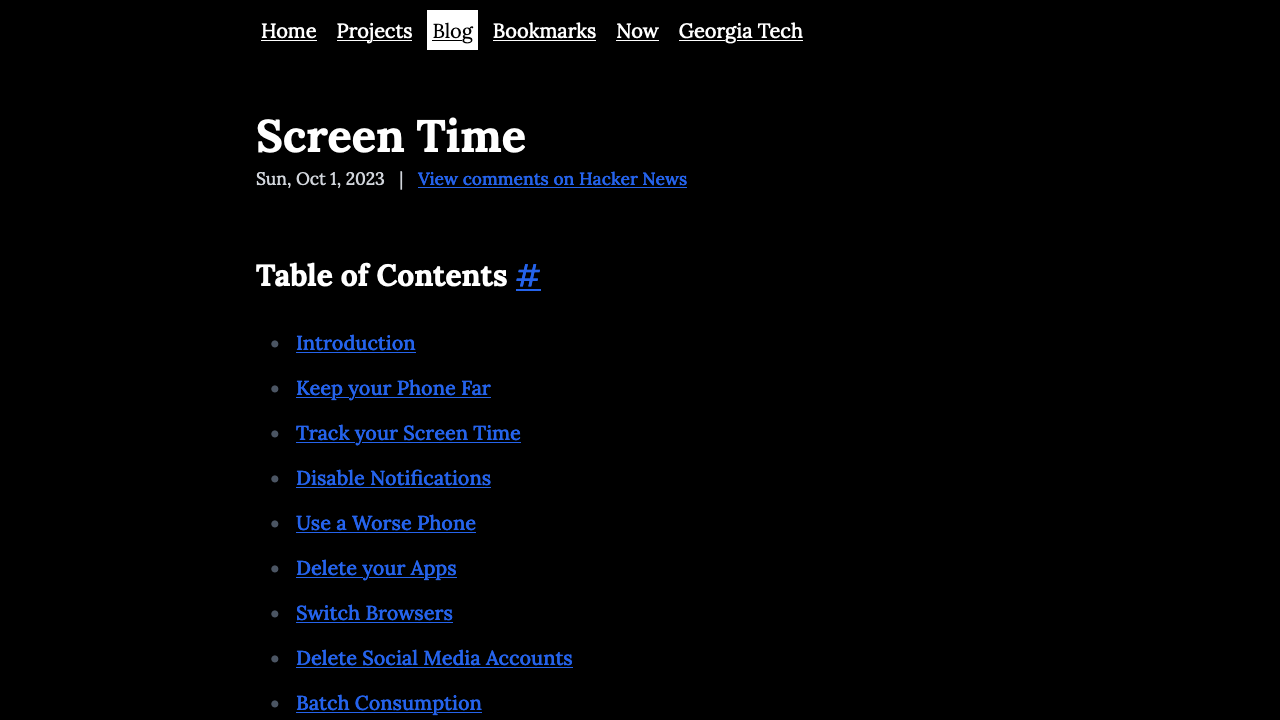 Home Projects Blog Bookmarks Now Georgia Tech
Screen Time
Sun, Oct 1, 2023 | View comments on Hacker News
Table of Contents #
Introduction
Keep your Phone Far
Track your Screen Time
Disable Notifications
Use a Worse Phone
Delete your Apps
Switch Browsers
Delete Social Media Accounts
Batch Consumption